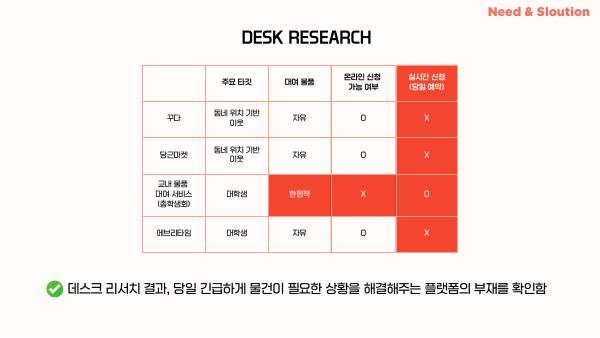 Need & Sloution
DESK RESEARCH
주요 타깃
대여 물품
온라인 신청
가능 여부
실시간 신청
(당일 예약)
꾸다
동네 위치 기반
이웃
자유
O
X
당근마켓
동네 위치 기반
이웃
자유
O
X
교내 물품
대여 서비스
(총학생회)
대학생
한정적
X
O
에브리타임
대학생
자유
O
X
데스크 리서치 결과, 당일 긴급하게 물건이 필요한 상황을 해결해주는 플랫폼의 부재를 확인함